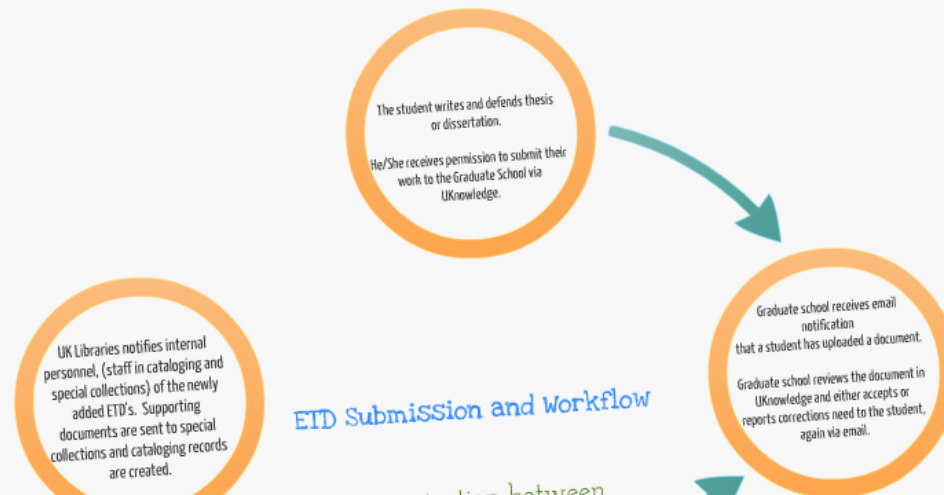 The student writes and defends thesis
or dissertation.
He/She receives permission to submit their
work to the Graduate School via
UKnowledge.
Graduate school receives email
notification
that a student has uploaded a document.
Graduate school reviews the document in
UKnowledge and either accepts or
reports corrections need to the student,
again via email.
UK Libraries notifies internal
personnel, (staff in cataloging and
special collections) of the newly
added ETD's. Supporting
documents are sent to special
collections and cataloging records
are created.
ETD Submission and Workflow
between